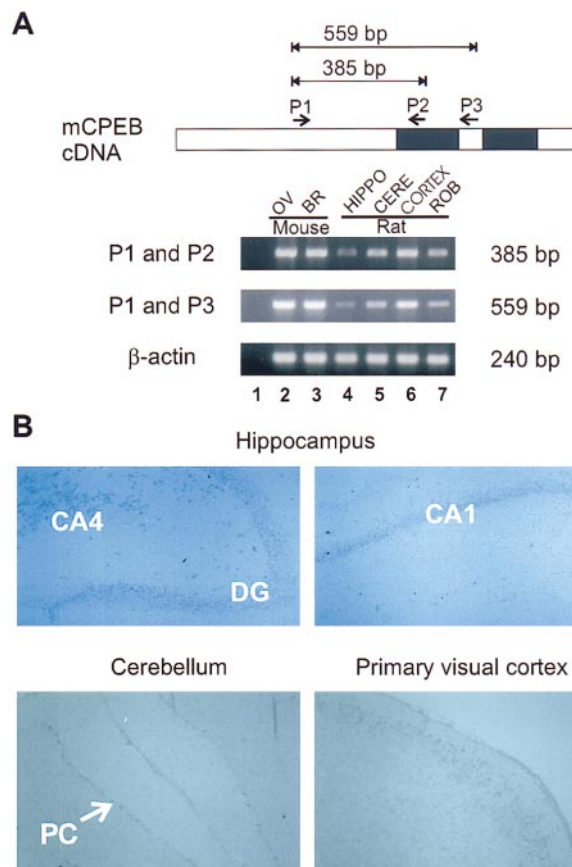 A
559 bp
385 bp
P1 P2 P3
mCPEB
cDNA
OV BR HIPPO CERE CORTEX ROB
Mouse Rat
P1 and P2 385 bp
P1 and P3 559 bp
β-actin 240 bp
1 2 3 4 5 6 7
B
Hippocampus
CA4 DG CA1
Cerebellum Primary visual cortex
PC